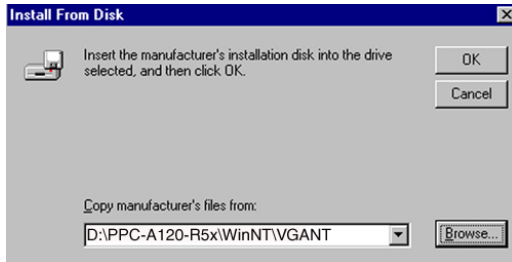 Install From Disk
Insert the manufacturer's installation disk into the drive
selected, and then click OK.
OK
Cancel
Copy manufacturer's files from:
D:\PPC-A120-R5x\WinNT\VGANT
Browse...